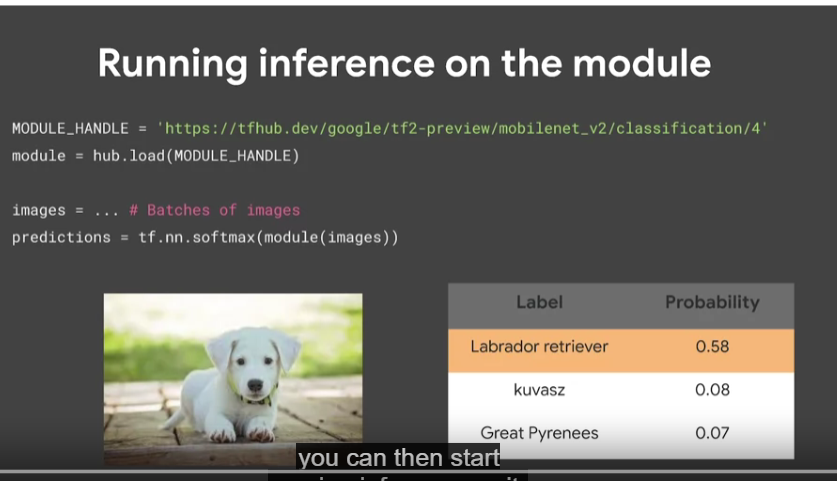 Running inference on the module
MODULE_HANDLE = 'https://tfhub.dev/google/tf2-preview/mobilenet_v2/classification/4'
module = hub.load(MODULE_HANDLE)
images = ... # Batches of images
predictions = tf.nn.softmax(module(images))
Label Probability
Labrador retriever 0.58
kuvasz 0.08
Great Pyrenees 0.07
you can then start